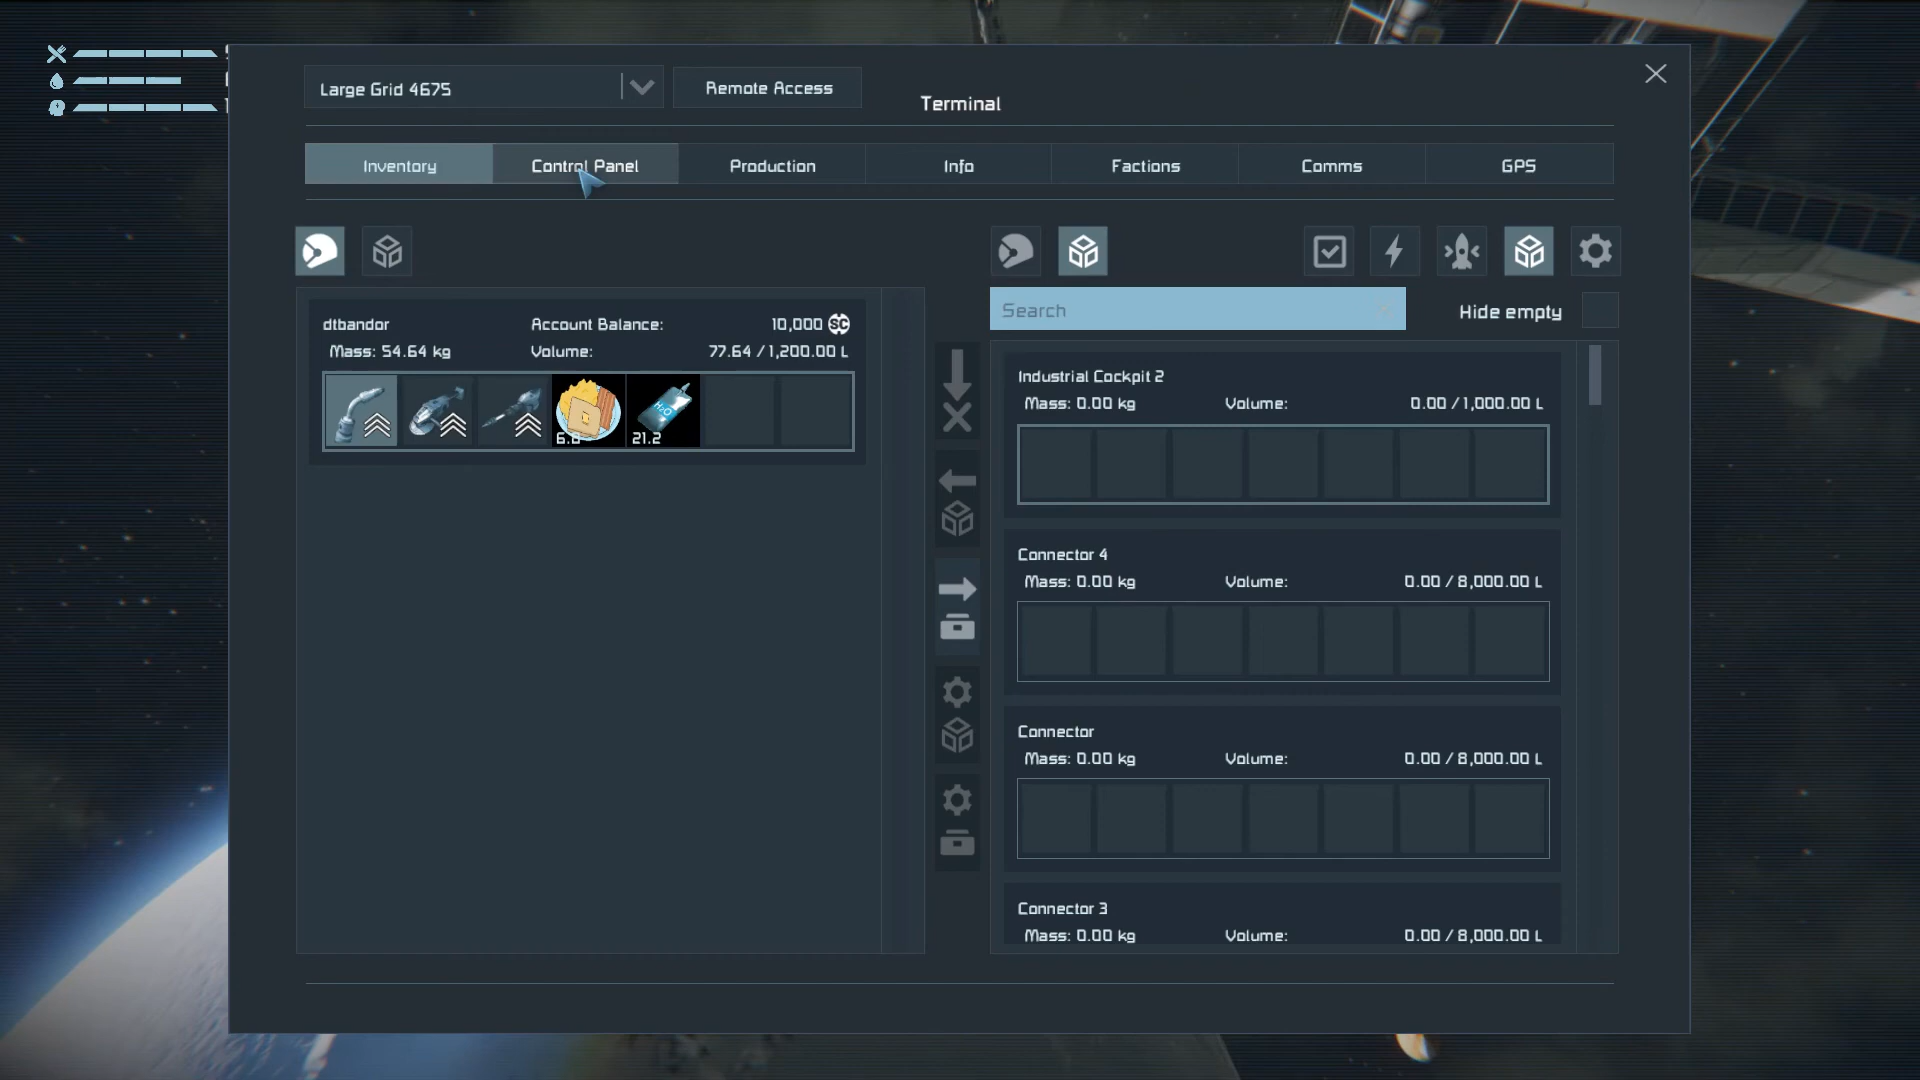 Large Grid 4675
Remote Access
Terminal
Inventory
Control Panel
Production
Info
Factions
Comms
GPS
Search
Hide empty
dtbandor
Account Balance:
10,000 SC
Mass: 54.64 kg
Volume:
77.64 / 1,200.00 L
H2O
21.2
Industrial Cockpit 2
Mass: 0.00 kg
Volume:
0.00 / 1,000.00 L
Connector 4
Mass: 0.00 kg
Volume:
0.00 / 8,000.00 L
Connector
Mass: 0.00 kg
Volume:
0.00 / 8,000.00 L
Connector 3
Mass: 0.00 kg
Volume:
0.00 / 8,000.00 L